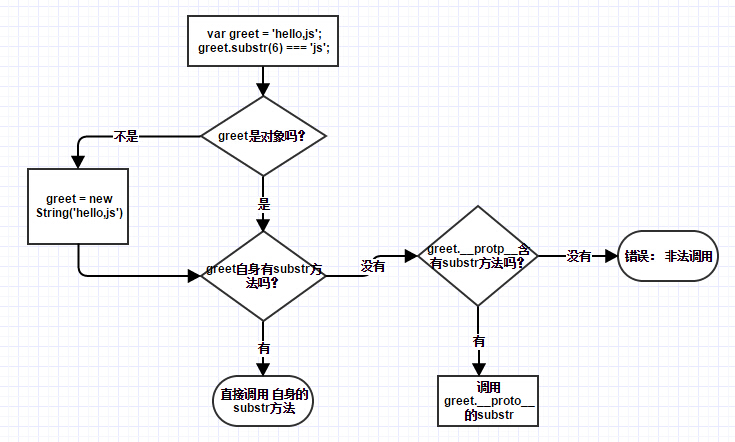 var greet = 'hello,js';
greet.substr(6) === 'js';
greet是对象吗?
不是
greet = new
String('hello,js')
是
greet自身有substr方
法吗?
没有
greet.__protp__含
有substr方法吗?
没有
错误： 非法调用
有
有
直接调用 自身的
substr方法
调用
greet.__proto__
的substr